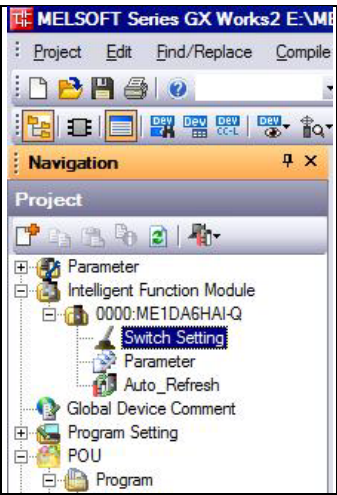 MELSOFT Series GX Works2 E:\ME
Project Edit Find/Replace Compile
Navigation
Project
Parameter
Intelligent Function Module
0000:ME1DA6HAI-Q
Switch Setting
Parameter
Auto_Refresh
Global Device Comment
Program Setting
POU
Program